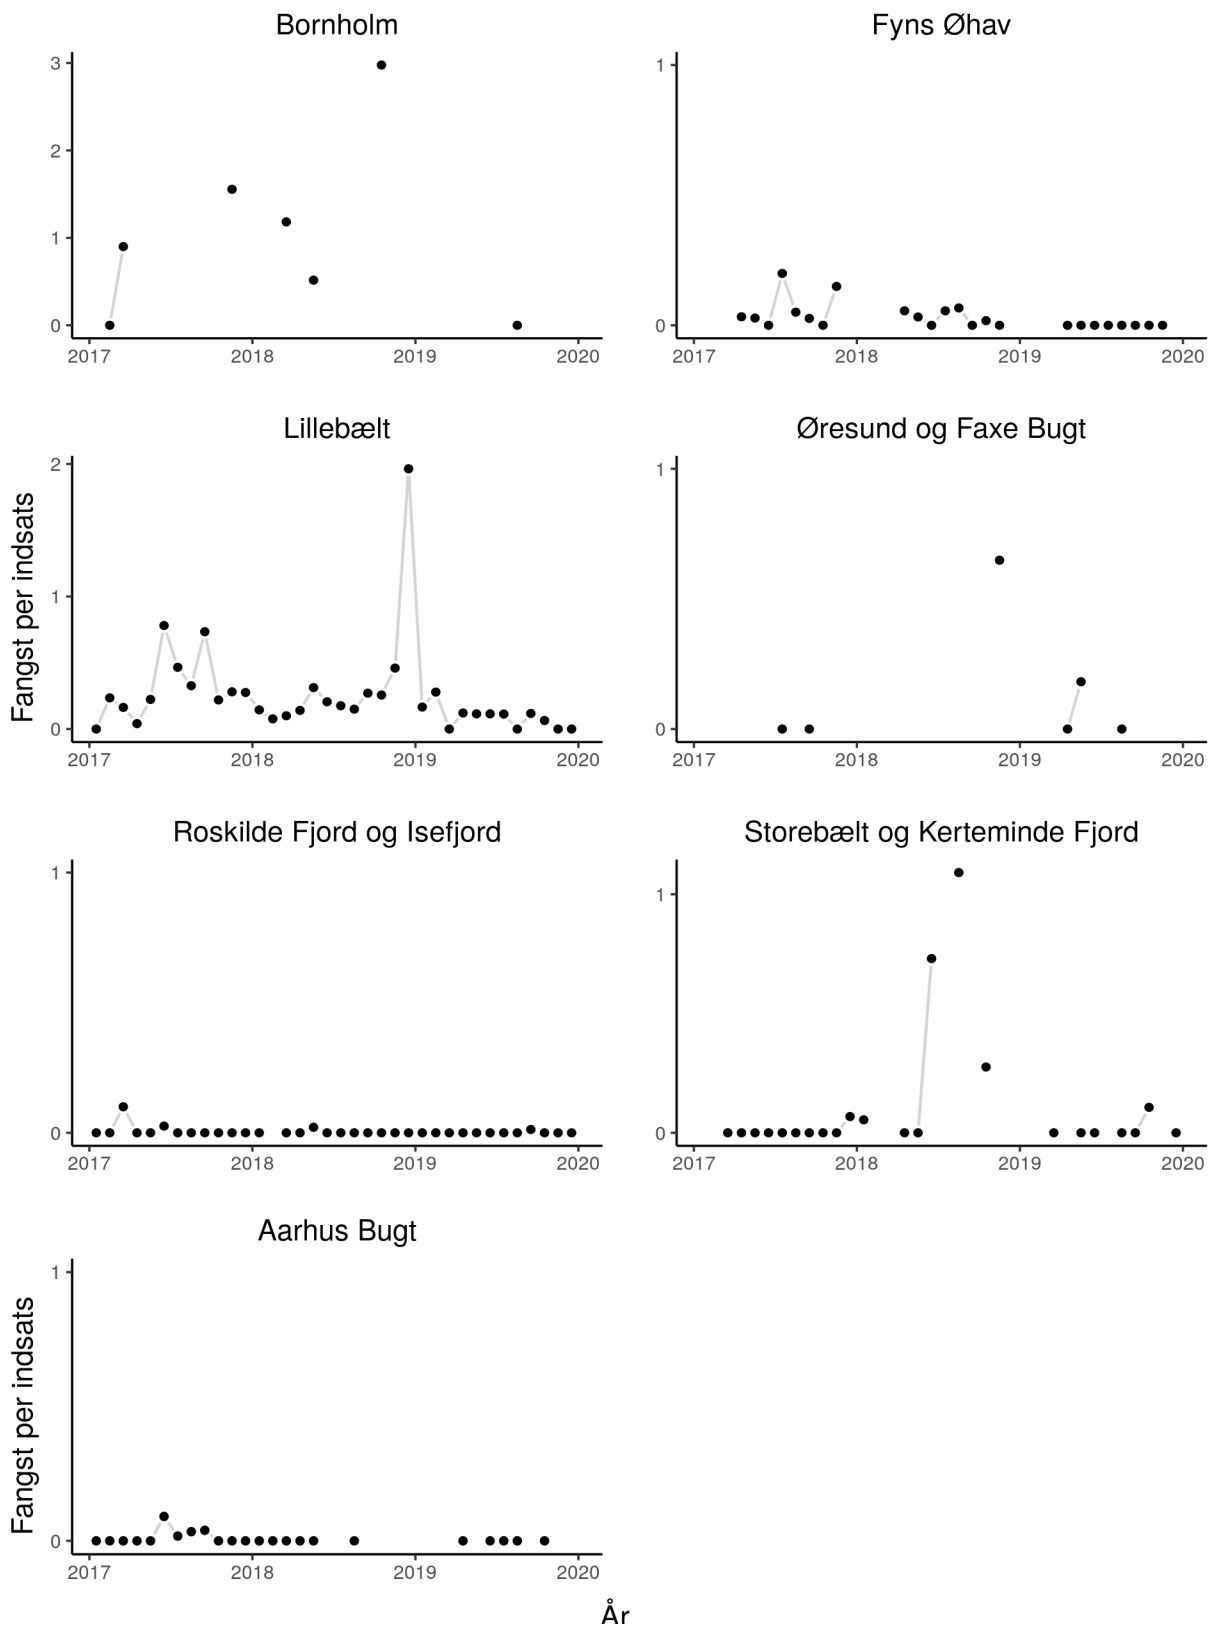 Bornholm
3
2
1
0
2017 2018 2019 2020
Fyns Øhav
1
0
2017 2018 2019 2020
Fangst per indsats
Lillebælt
2
1
0
2017 2018 2019 2020
Øresund og Faxe Bugt
1
0
2017 2018 2019 2020
Roskilde Fjord og Isefjord
1
0
2017 2018 2019 2020
Storebælt og Kerteminde Fjord
1
0
2017 2018 2019 2020
Fangst per indsats
Aarhus Bugt
1
0
2017 2018 2019 2020
År